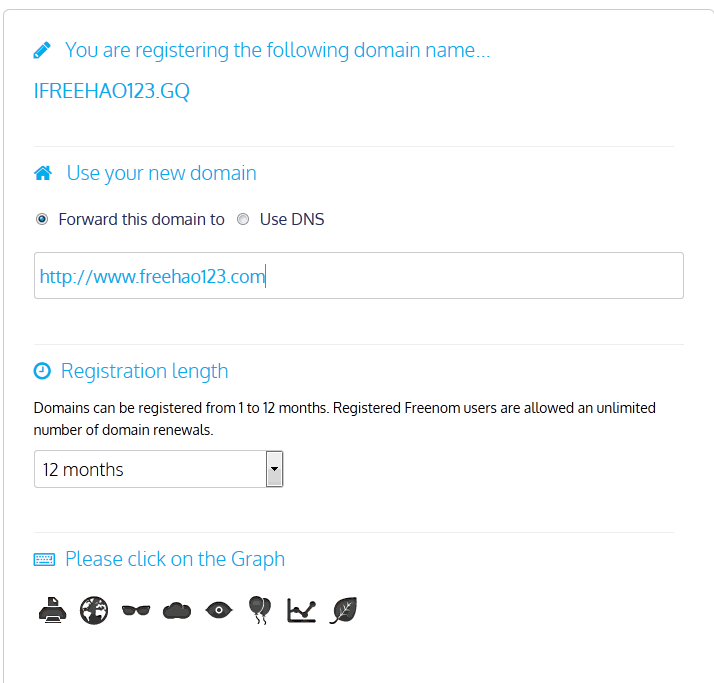 You are registering the following domain name...
IFREEHAO123.GQ
Use your new domain
Forward this domain to Use DNS
http://www.freehao123.com
Registration length
Domains can be registered from 1 to 12 months. Registered Freenom users are allowed an unlimited
number of domain renewals.
12 months
Please click on the Graph